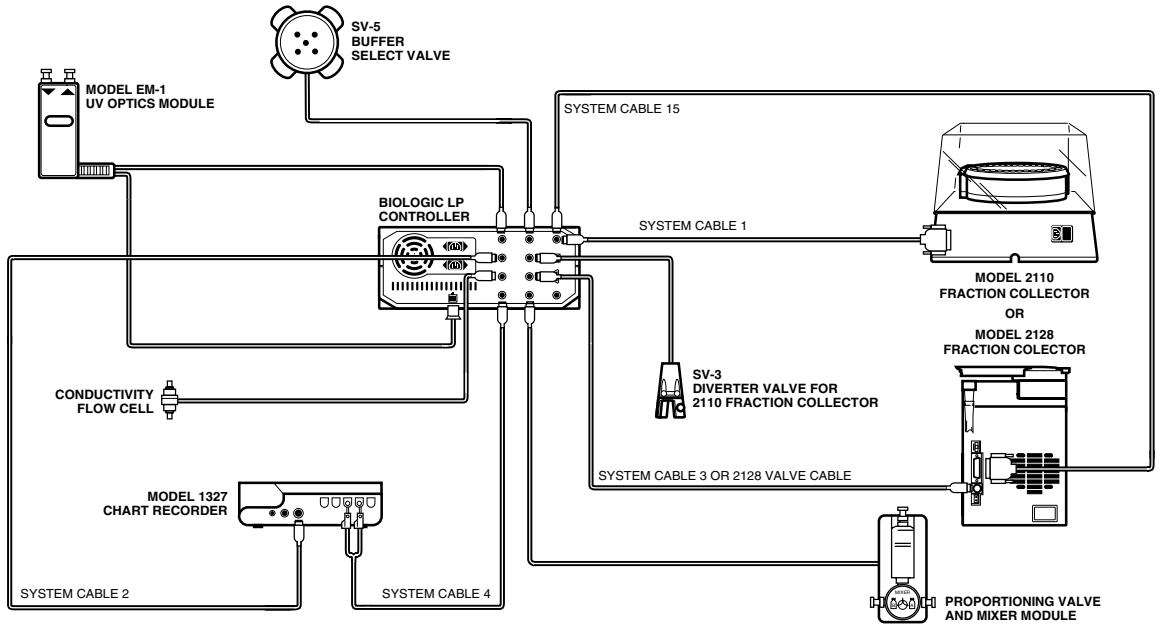 SV-5
BUFFER
SELECT VALVE
MODEL EM-1
UV OPTICS MODULE
SYSTEM CABLE 15
BIOLOGIC LP
CONTROLLER
SYSTEM CABLE 1
MODEL 2110
FRACTION COLLECTOR
OR
MODEL 2128
FRACTION COLECTOR
SV-3
DIVERTER VALVE FOR
2110 FRACTION COLLECTOR
CONDUCTIVITY
FLOW CELL
SYSTEM CABLE 3 OR 2128 VALVE CABLE
MODEL 1327
CHART RECORDER
SYSTEM CABLE 2
SYSTEM CABLE 4
MIXER
PROPORTIONING VALVE
AND MIXER MODULE